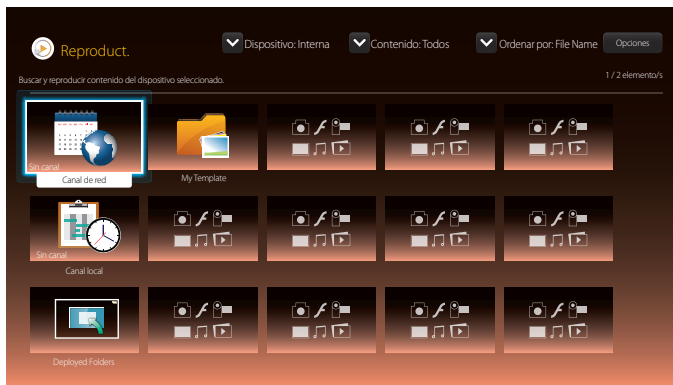 Reproduct.
Dispositivo: Interna
Contenido: Todos
Ordenar por: File Name
Opciones
Buscar y reproducir contenido del dispositivo seleccionado.
1 / 2 elemento/s
Sin canal
Canal de red
My Template
Sin canal
Canal local
Deployed Folders